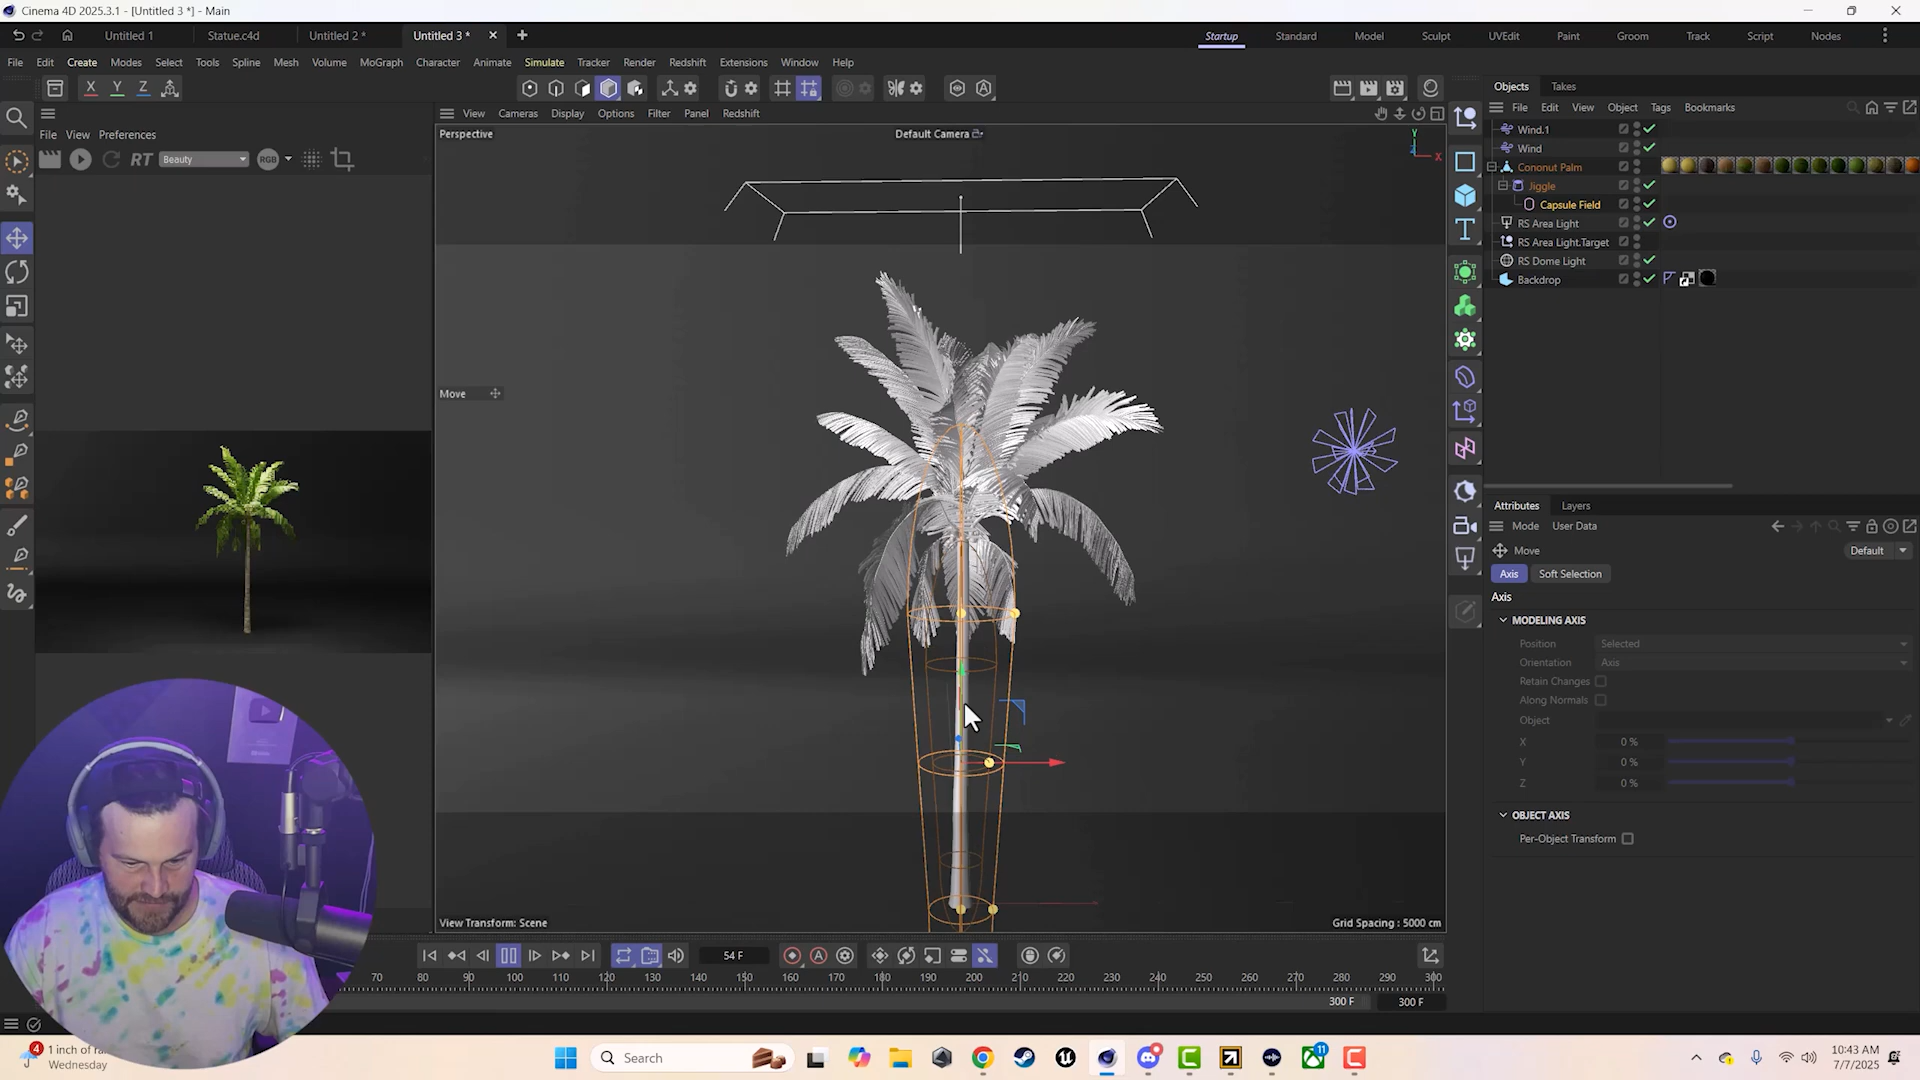 Cinema 4D 2025.3.1 - [Untitled 3 *] - Main
Untitled 1
Statue.c4d
Untitled 2 *
Untitled 3 *
Startup
Standard
Model
Sculpt
UVEdit
Paint
Groom
Track
Script
Nodes
File Edit Create Modes Select Tools Spline Mesh Volume MoGraph Character Animate Simulate Tracker Render Redshift Extensions Window Help
X Y Z
Objects Takes
File Edit View Object Tags Bookmarks
File View Preferences
RT Beauty RGB
View Cameras Display Options Filter Panel Redshift
Perspective
Default Camera
Y
X
Z
Move
View Transform: Scene
Grid Spacing : 5000 cm
Wind.1
Wind
Cononut Palm
Jiggle
Capsule Field
RS Area Light
RS Area Light.Target
RS Dome Light
Backdrop
Attributes Layers
Mode User Data
Move
Default
Axis Soft Selection
Axis
MODELING AXIS
Position Selected
Orientation Axis
Retain Changes
Along Normals
Object
X 0 %
Y 0 %
Z 0 %
OBJECT AXIS
Per-Object Transform
54 F
70 80 90 100 110 120 130 140 150 160 170 180 190 200 210 220 230 240 250 260 270 280 290 300
300 F
300 F
4
1 inch of
Wednesday
Search
11
10:43 AM
7/7/2025